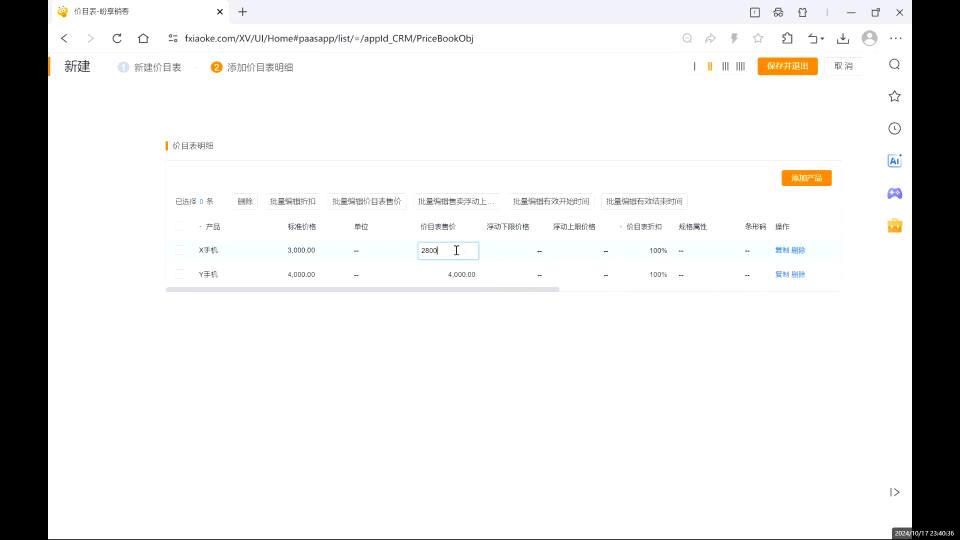 价目表-纷享销客
fxiaoke.com/XV/UI/Home#paasapp/list/=/appId_CRM/PriceBookObj
新建 1 新建价目表 2 添加价目表明细 保存并退出 取消
价目表明细
添加产品
已选择 0 条 删除 批量编辑折扣 批量编辑价目表售价 批量编辑售卖浮动上... 批量编辑有效开始时间 批量编辑有效结束时间
产品 标准价格 单位 价目表售价 浮动下限价格 浮动上限价格 价目表折扣 规格属性 条形码 操作
X手机 3,000.00 -- 2800 -- -- 100% -- -- 复制 删除
Y手机 4,000.00 -- 4,000.00 -- -- 100% -- -- 复制 删除
Ai
2024/10/17 23:40:36